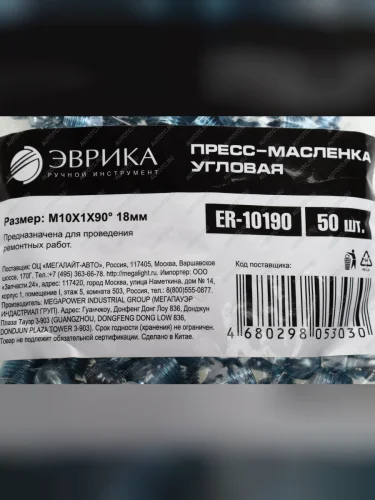 ЭВРИКА
РУЧНОЙ ИНСТРУМЕНТ
ПРЕСС-МАСЛЕНКА
УГЛОВАЯ
Размер: М10Х1Х90° 18мм
ER-10190
50 шт.
Предназначена для проведения
ремонтных работ.
Поставщик: ОЦ «МЕГАЛАЙТ-АВТО», Россия, 117405, Москва, Варшавское
шоссе, 170Г. Тел.:+7 (495) 363-66-78. http://megalight.ru. Импортер: ООО
«Запчасти 24», адрес: 117420, город Москва, улица Наметкина, дом № 14,
корпус 1, помещение I, этаж 5, комната 503, Россия, тел.: 8(800)555-0877.
Производитель: MEGAPOWER INDUSTRIAL GROUP (МЕГАПАУЭР
ИНДАСТРИАЛ ГРУП). Адрес: Гуанчжоу, Донфенг Донг Лоу 836, Донджун
Плаза Тауэр 3-903 (GUANGZHOU, DONGFENG DONG LOW 836,
DONDJUN PLAZA TOWER 3-903). Срок годности (хранения) не ограничен.
Товар не подлежит обязательной сертификации. Сделано в Китае.
Код поставщика:
4 680298 053030